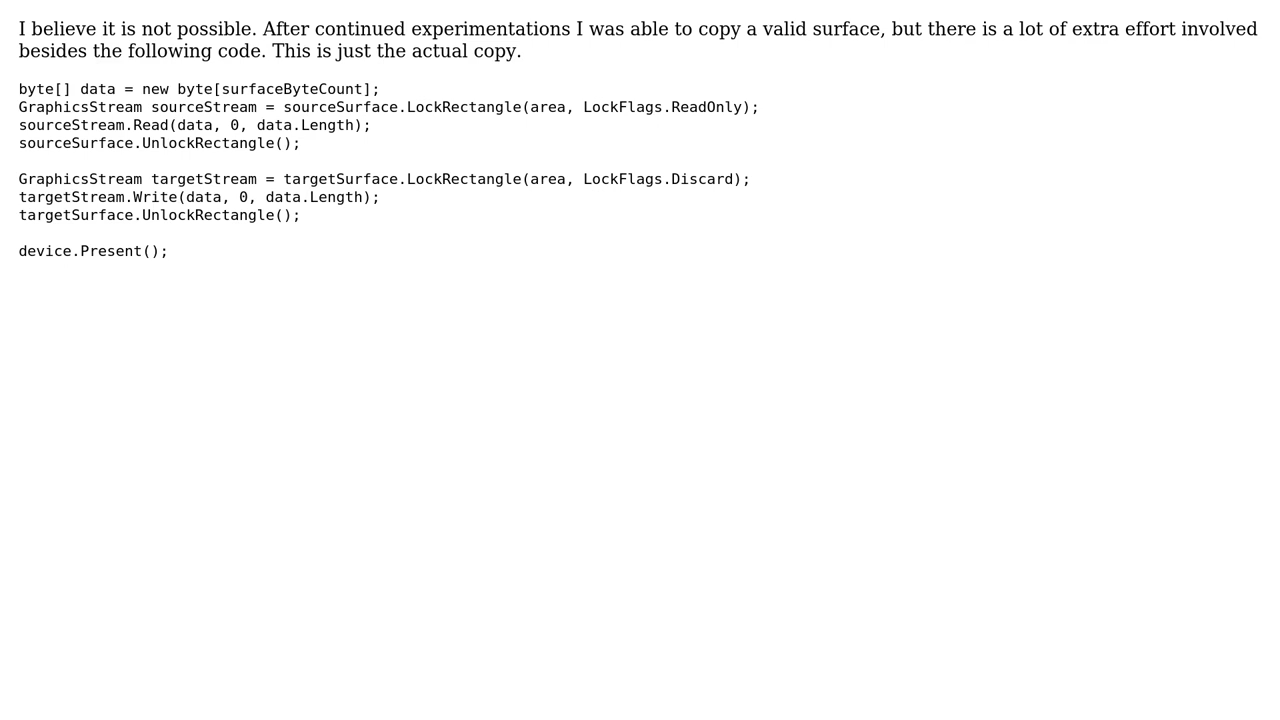 I believe it is not possible. After continued experimentations I was able to copy a valid surface, but there is a lot of extra effort involved
besides the following code. This is just the actual copy.
byte[] data = new byte[surfaceByteCount];
GraphicsStream sourceStream = sourceSurface.LockRectangle(area, LockFlags.ReadOnly);
sourceStream.Read(data, 0, data.Length);
sourceSurface.UnlockRectangle();
GraphicsStream targetStream = targetSurface.LockRectangle(area, LockFlags.Discard);
targetStream.Write(data, 0, data.Length);
targetSurface.UnlockRectangle();
device.Present();